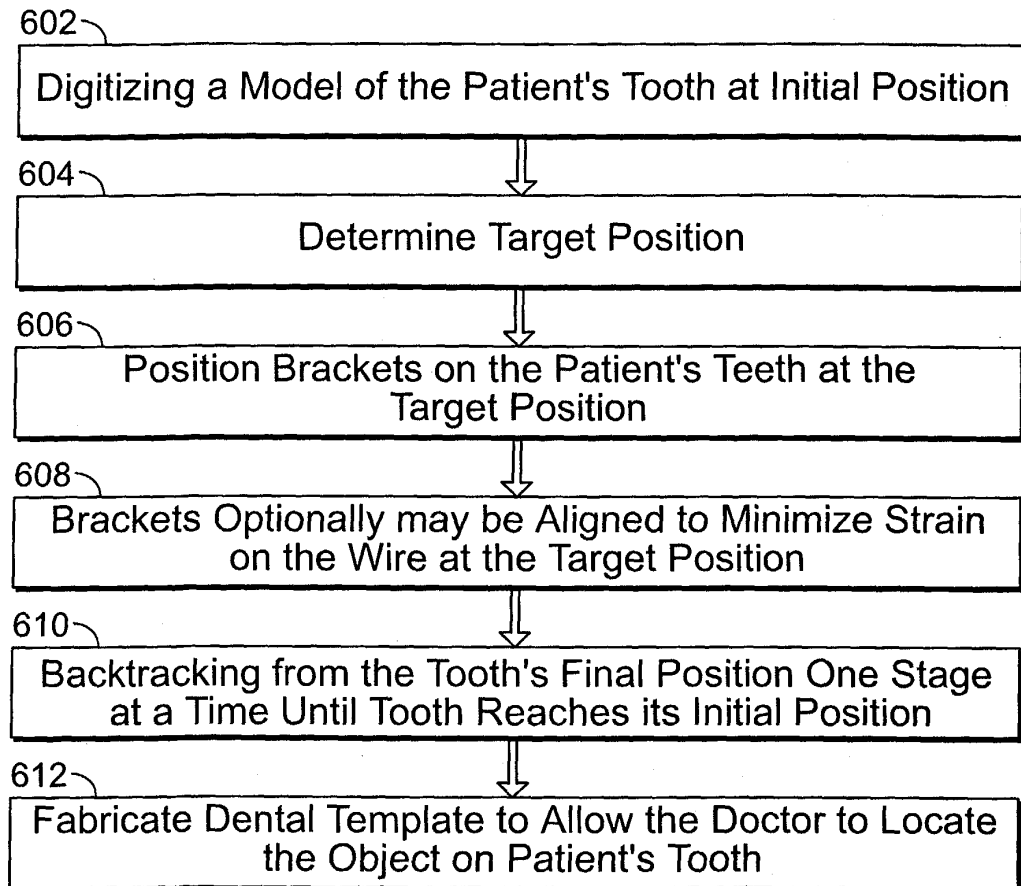 602
Digitizing a Model of the Patient's Tooth at Initial Position
604
Determine Target Position
606
Position Brackets on the Patient's Teeth at the
Target Position
608
Brackets Optionally may be Aligned to Minimize Strain
on the Wire at the Target Position
610
Backtracking from the Tooth's Final Position One Stage
at a Time Until Tooth Reaches its Initial Position
612
Fabricate Dental Template to Allow the Doctor to Locate
the Object on Patient's Tooth